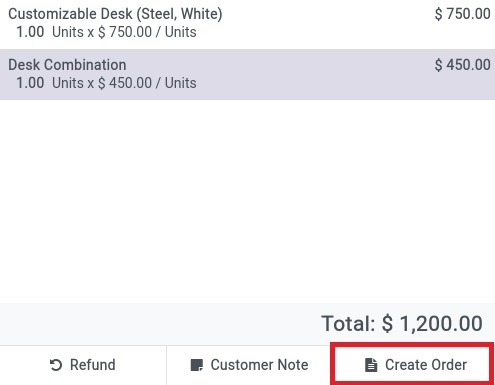 Customizable Desk (Steel, White) $ 750.00
1.00 Units x $ 750.00 / Units
Desk Combination $ 450.00
1.00 Units x $ 450.00 / Units
Total: $ 1,200.00
Refund Customer Note Create Order